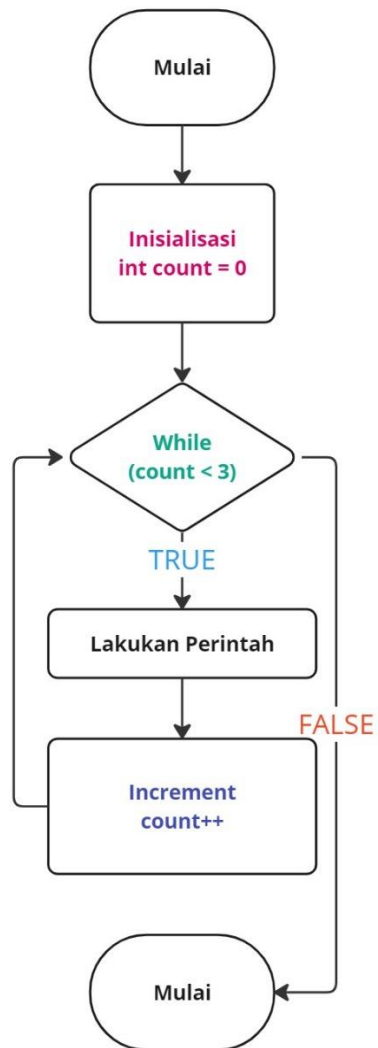 Mulai
Inisialisasi
int count = 0
While
(count < 3)
TRUE
Lakukan Perintah
FALSE
Increment
count++
Mulai